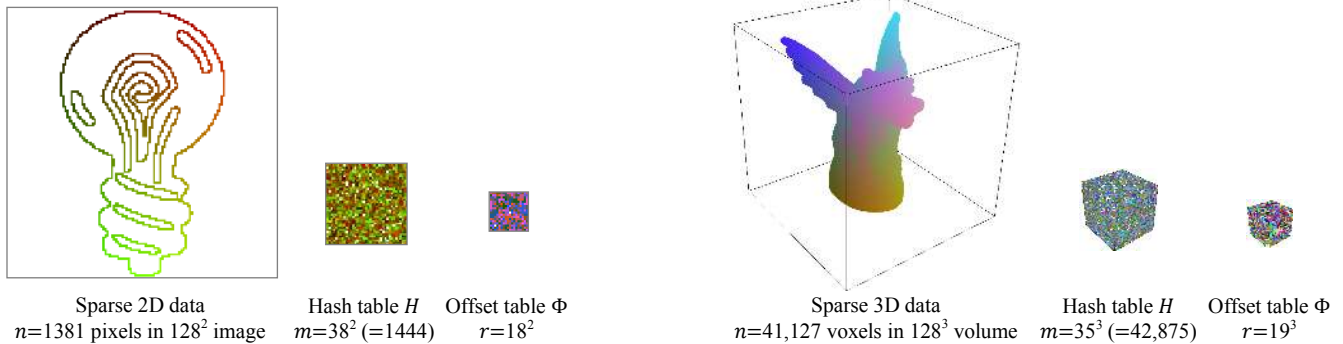 Sparse 2D data
n=1381 pixels in 128² image
Hash table H
m=38² (=1444)
Offset table Φ
r=18²
Sparse 3D data
n=41,127 voxels in 128³ volume
Hash table H
m=35³ (=42,875)
Offset table Φ
r=19³